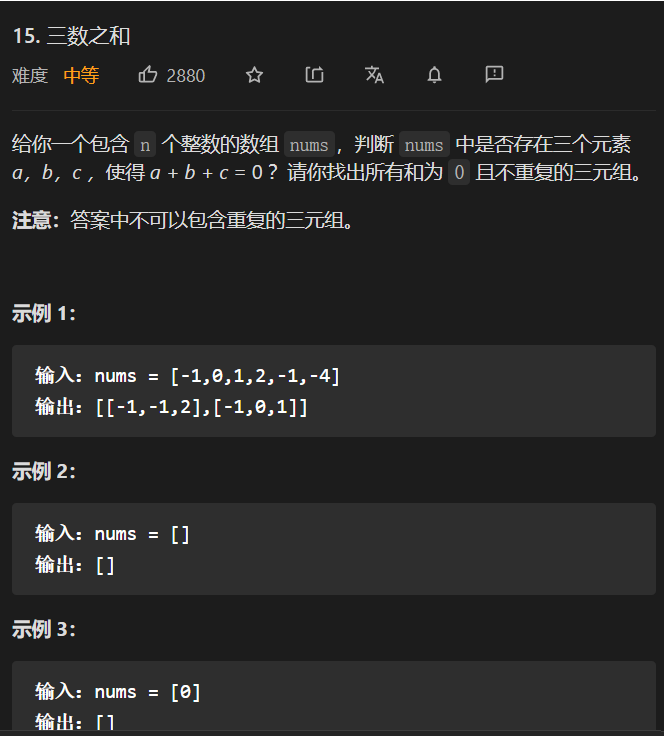 15. 三数之和
难度 中等 2880
给你一个包含 n 个整数的数组 nums，判断 nums 中是否存在三个元素
a，b，c ，使得 a + b + c = 0 ？请你找出所有和为 0 且不重复的三元组。
注意：答案中不可以包含重复的三元组。
示例 1：
输入：nums = [-1,0,1,2,-1,-4]
输出：[[-1,-1,2],[-1,0,1]]
示例 2：
输入：nums = []
输出：[]
示例 3：
输入：nums = [0]
输出：[]